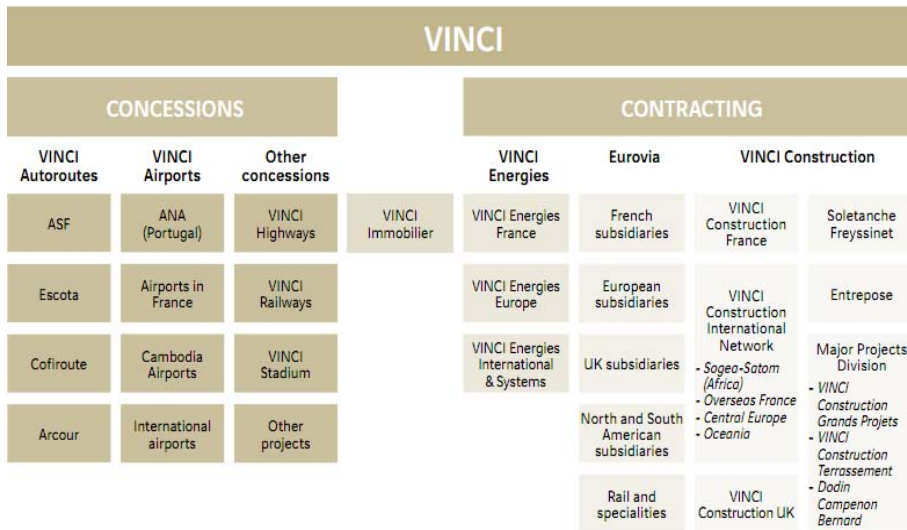 VINCI
CONCESSIONS
CONTRACTING
VINCI
Autoroutes
VINCI
Airports
Other
concessions
VINCI
Energies
Eurovia
VINCI Construction
ASF
ANA
(Portugal)
VINCI
Highways
VINCI
Immobilier
VINCI Energies
France
French
subsidiaries
VINCI
Construction
France
Soletanche
Freyssinet
Escota
Airports in
France
VINCI
Railways
VINCI Energies
Europe
European
subsidiaries
VINCI
Construction
International
Network
- Sogea-Satom
(Africa)
- Overseas France
- Central Europe
- Oceania
Entrepose
Cofiroute
Cambodia
Airports
VINCI
Stadium
VINCI Energies
International
& Systems
UK subsidiaries
Major Projects
Division
- VINCI
Construction
Grands Projets
- VINCI
Construction
Terrassement
- Dodin
Campenon
Bernard
Arcour
International
airports
Other
projects
North and South
American
subsidiaries
Rail and
specialities
VINCI
Construction UK